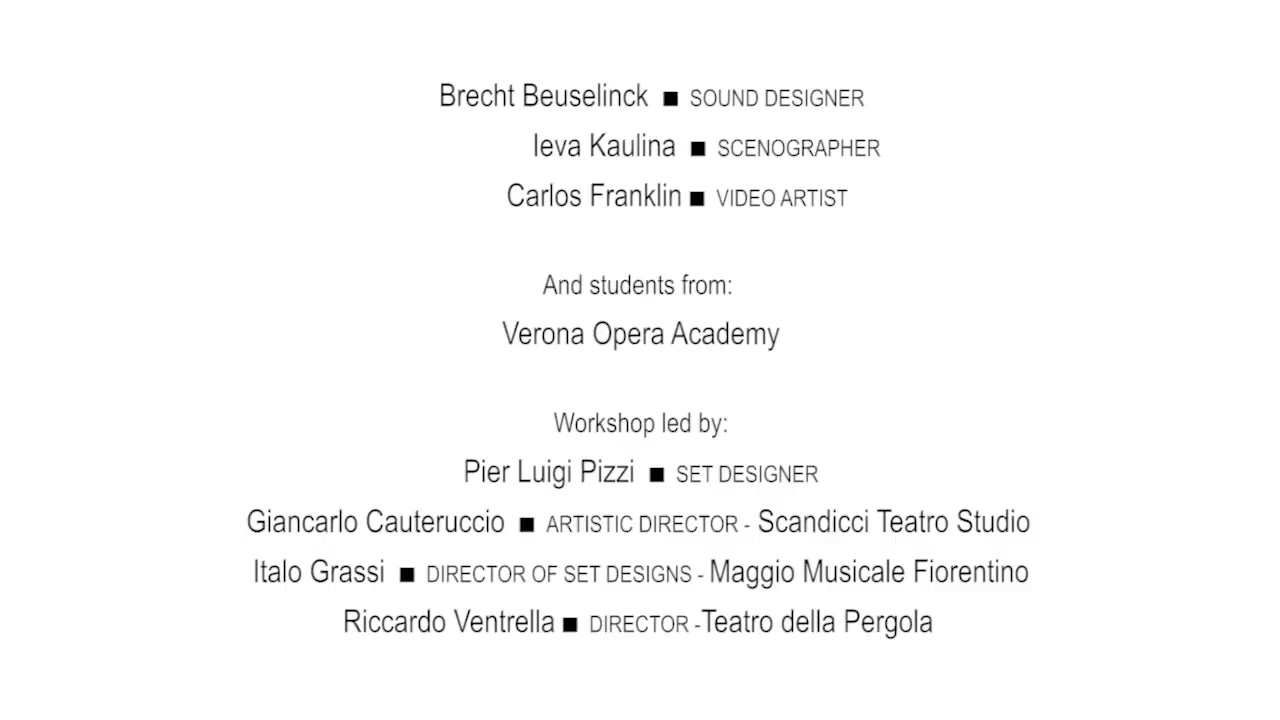 Brecht Beuselinck ■ SOUND DESIGNER
Ieva Kaulina ■ SCENOGRAPHER
Carlos Franklin ■ VIDEO ARTIST
And students from:
Verona Opera Academy
Workshop led by:
Pier Luigi Pizzi ■ SET DESIGNER
Giancarlo Cauteruccio ■ ARTISTIC DIRECTOR - Scandicci Teatro Studio
Italo Grassi ■ DIRECTOR OF SET DESIGNS - Maggio Musicale Fiorentino
Riccardo Ventrella ■ DIRECTOR -Teatro della Pergola